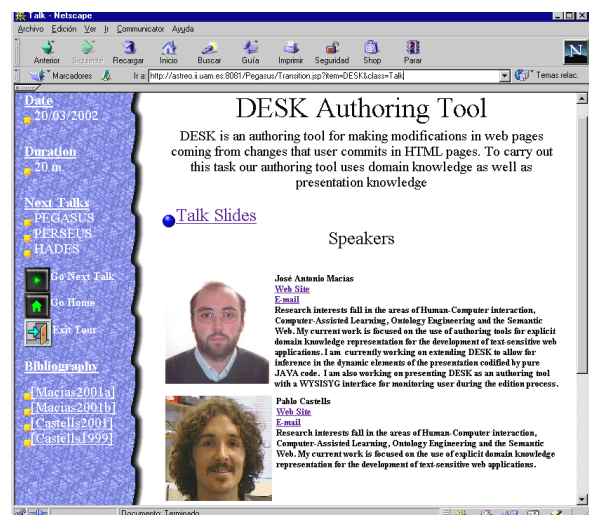 Talk - Netscape
Archivo Edición Ver Ir Communicator Ayuda
Anterior Siguiente Recargar Inicio Buscar Guía Imprimir Seguridad Shop Parar
N
Marcadores Ir a: http://astreo.ii.uam.es:8081/Pegasus/Transition.jsp?item=DESK&class=Talk Temas relac.
Date
20/03/2002
Duration
20 m.
Next Talks
PEGASUS
PERSEUS
HADES
Go Next Talk
Go Home
Exit Tour
Bibliography
[Macias2001a]
[Macias2001b]
[Castells2001]
[Castells1999]
DESK Authoring Tool
DESK is an authoring tool for making modifications in web pages
coming from changes that user commits in HTML pages. To carry out
this task our authoring tool uses domain knowledge as well as
presentation knowledge
Talk Slides
Speakers
José Antonio Macías
Web Site
E-mail
Research interests fall in the areas of Human-Computer interaction,
Computer-Assisted Learning, Ontology Engineering and the Semantic
Web. My current work is focused on the use of authoring tools for explicit
domain knowledge representation for the development of text-sensitive web
applications. I am currently working on extending DESK to allow for
inference in the dynamic elements of the presentation codified by pure
JAVA code. I am also working on presenting DESK as an authoring tool
with a WYSISYG interface for monitoring user during the edition process.
Pablo Castells
Web Site
E-mail
Research interests fall in the areas of Human-Computer interaction,
Computer-Assisted Learning, Ontology Engineering and the Semantic
Web. My current work is focused on the use of explicit domain knowledge
representation for the development of text-sensitive web applications.
Documento: Terminado